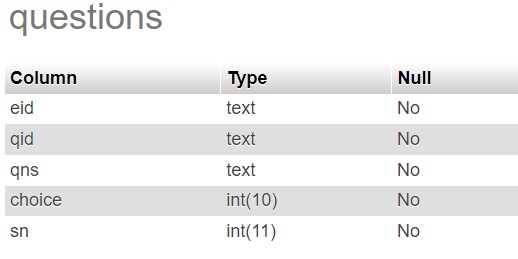 questions
Column Type Null
eid text No
qid text No
qns text No
choice int(10) No
sn int(11) No